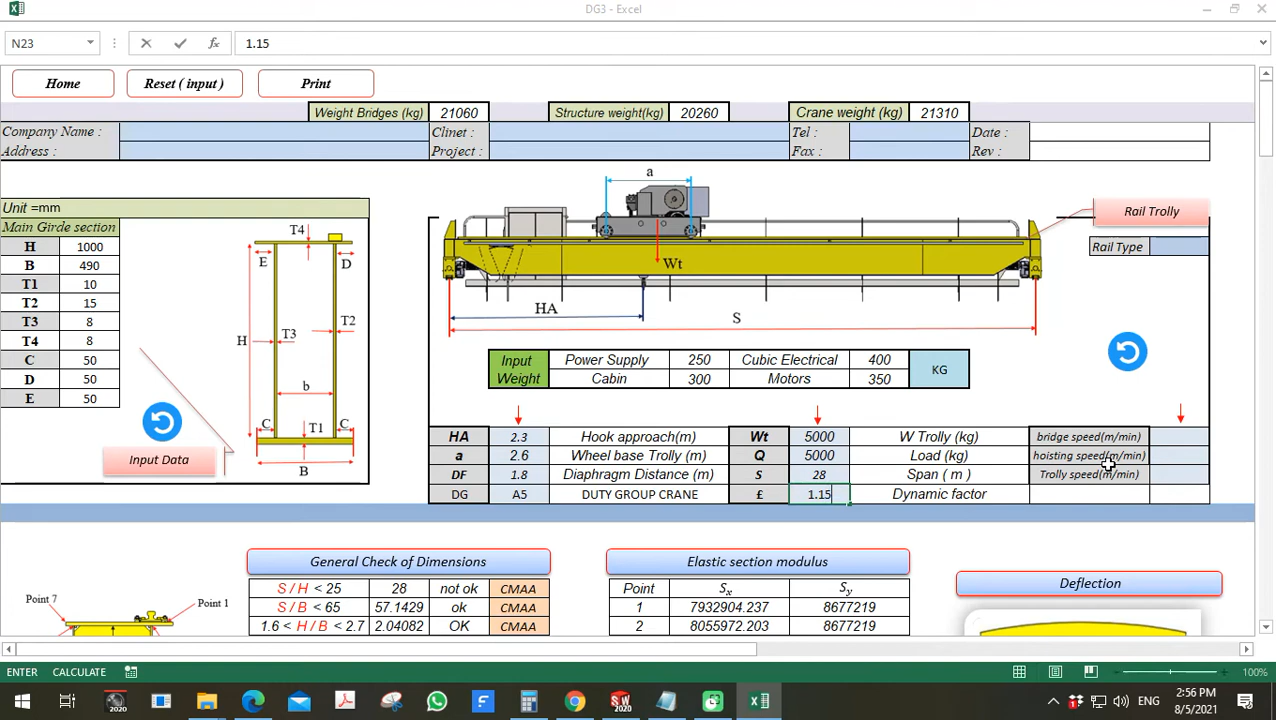 DG3 - Excel
N23 1.15
Home Reset ( input ) Print
Weight Bridges (kg) 21060 Structure weight(kg) 20260 Crane weight (kg) 21310
Company Name : Clinet : Tel : Date :
Address : Project : Fax : Rev :
Unit =mm
Main Girde section
H 1000
B 490
T1 10
T2 15
T3 8
T4 8
C 50
D 50
E 50
T4
E D
T2
H T3
b
C T1 C
B
Input Data
a
Wt
HA
S
Rail Trolly
Rail Type
Input Weight Power Supply 250 Cubic Electrical 400 KG
Cabin 300 Motors 350
HA 2.3 Hook approach(m) Wt 5000 W Trolly (kg) bridge speed(m/min)
a 2.6 Wheel base Trolly (m) Q 5000 Load (kg) hoisting speed(m/min)
DF 1.8 Diaphragm Distance (m) S 28 Span ( m ) Trolly speed(m/min)
DG A5 DUTY GROUP CRANE £ 1.15 Dynamic factor
General Check of Dimensions
S / H < 25 28 not ok CMAA
S / B < 65 57.1429 ok CMAA
1.6 < H / B < 2.7 2.04082 OK CMAA
Point 7 Point 1
Elastic section modulus
Point Sx Sy
1 7932904.237 8677219
2 8055972.203 8677219
Deflection
ENTER CALCULATE 100%
2020 2020 ENG 2:56 PM
8/5/2021